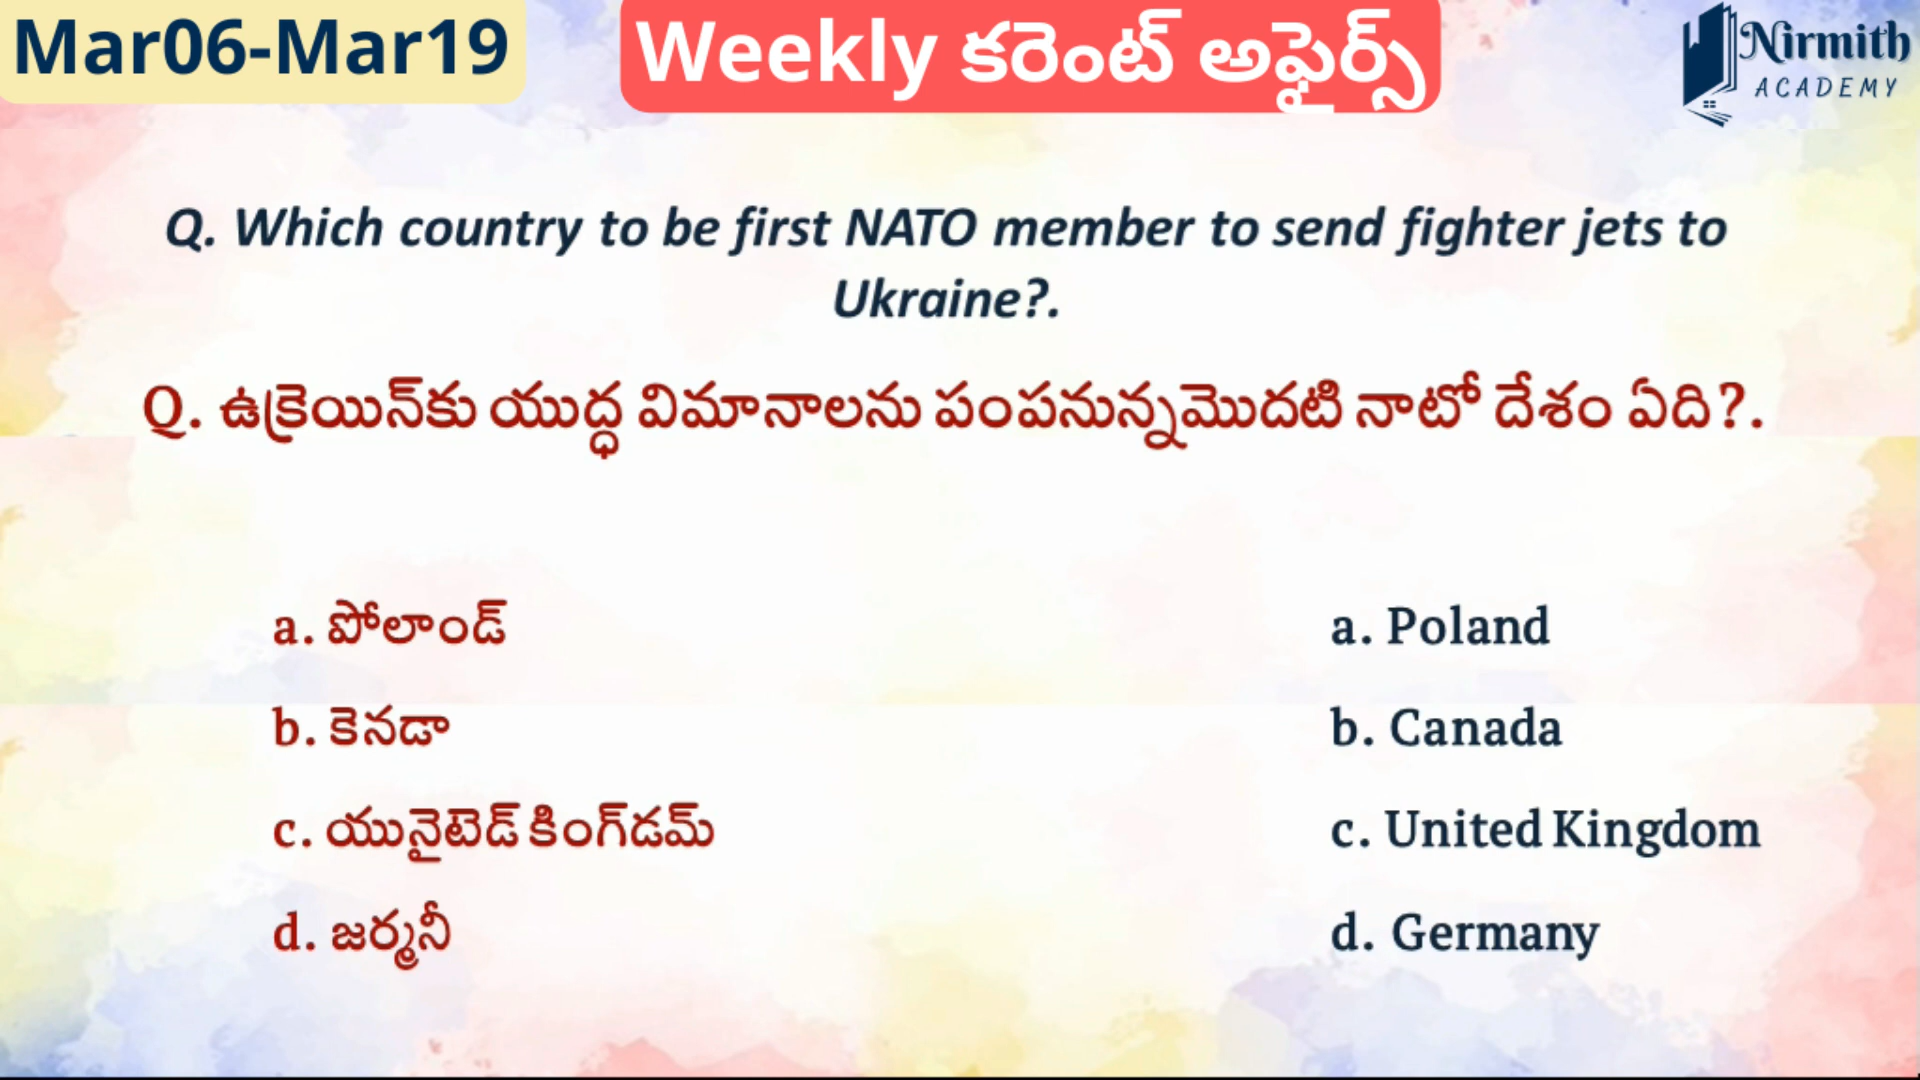 Mar06-Mar19
Weekly కరెంట్ అఫైర్స్
Nirmith
ACADEMY
Q. Which country to be first NATO member to send fighter jets to
Ukraine?.
Q. ఉక్రెయిన్‌కు యుద్ధ విమానాలను పంపనున్నమొదటి నాటో దేశం ఏది?.
a. పోలాండ్
b. కెనడా
c. యునైటెడ్ కింగ్‌డమ్
d. జర్మనీ
a. Poland
b. Canada
c. United Kingdom
d. Germany